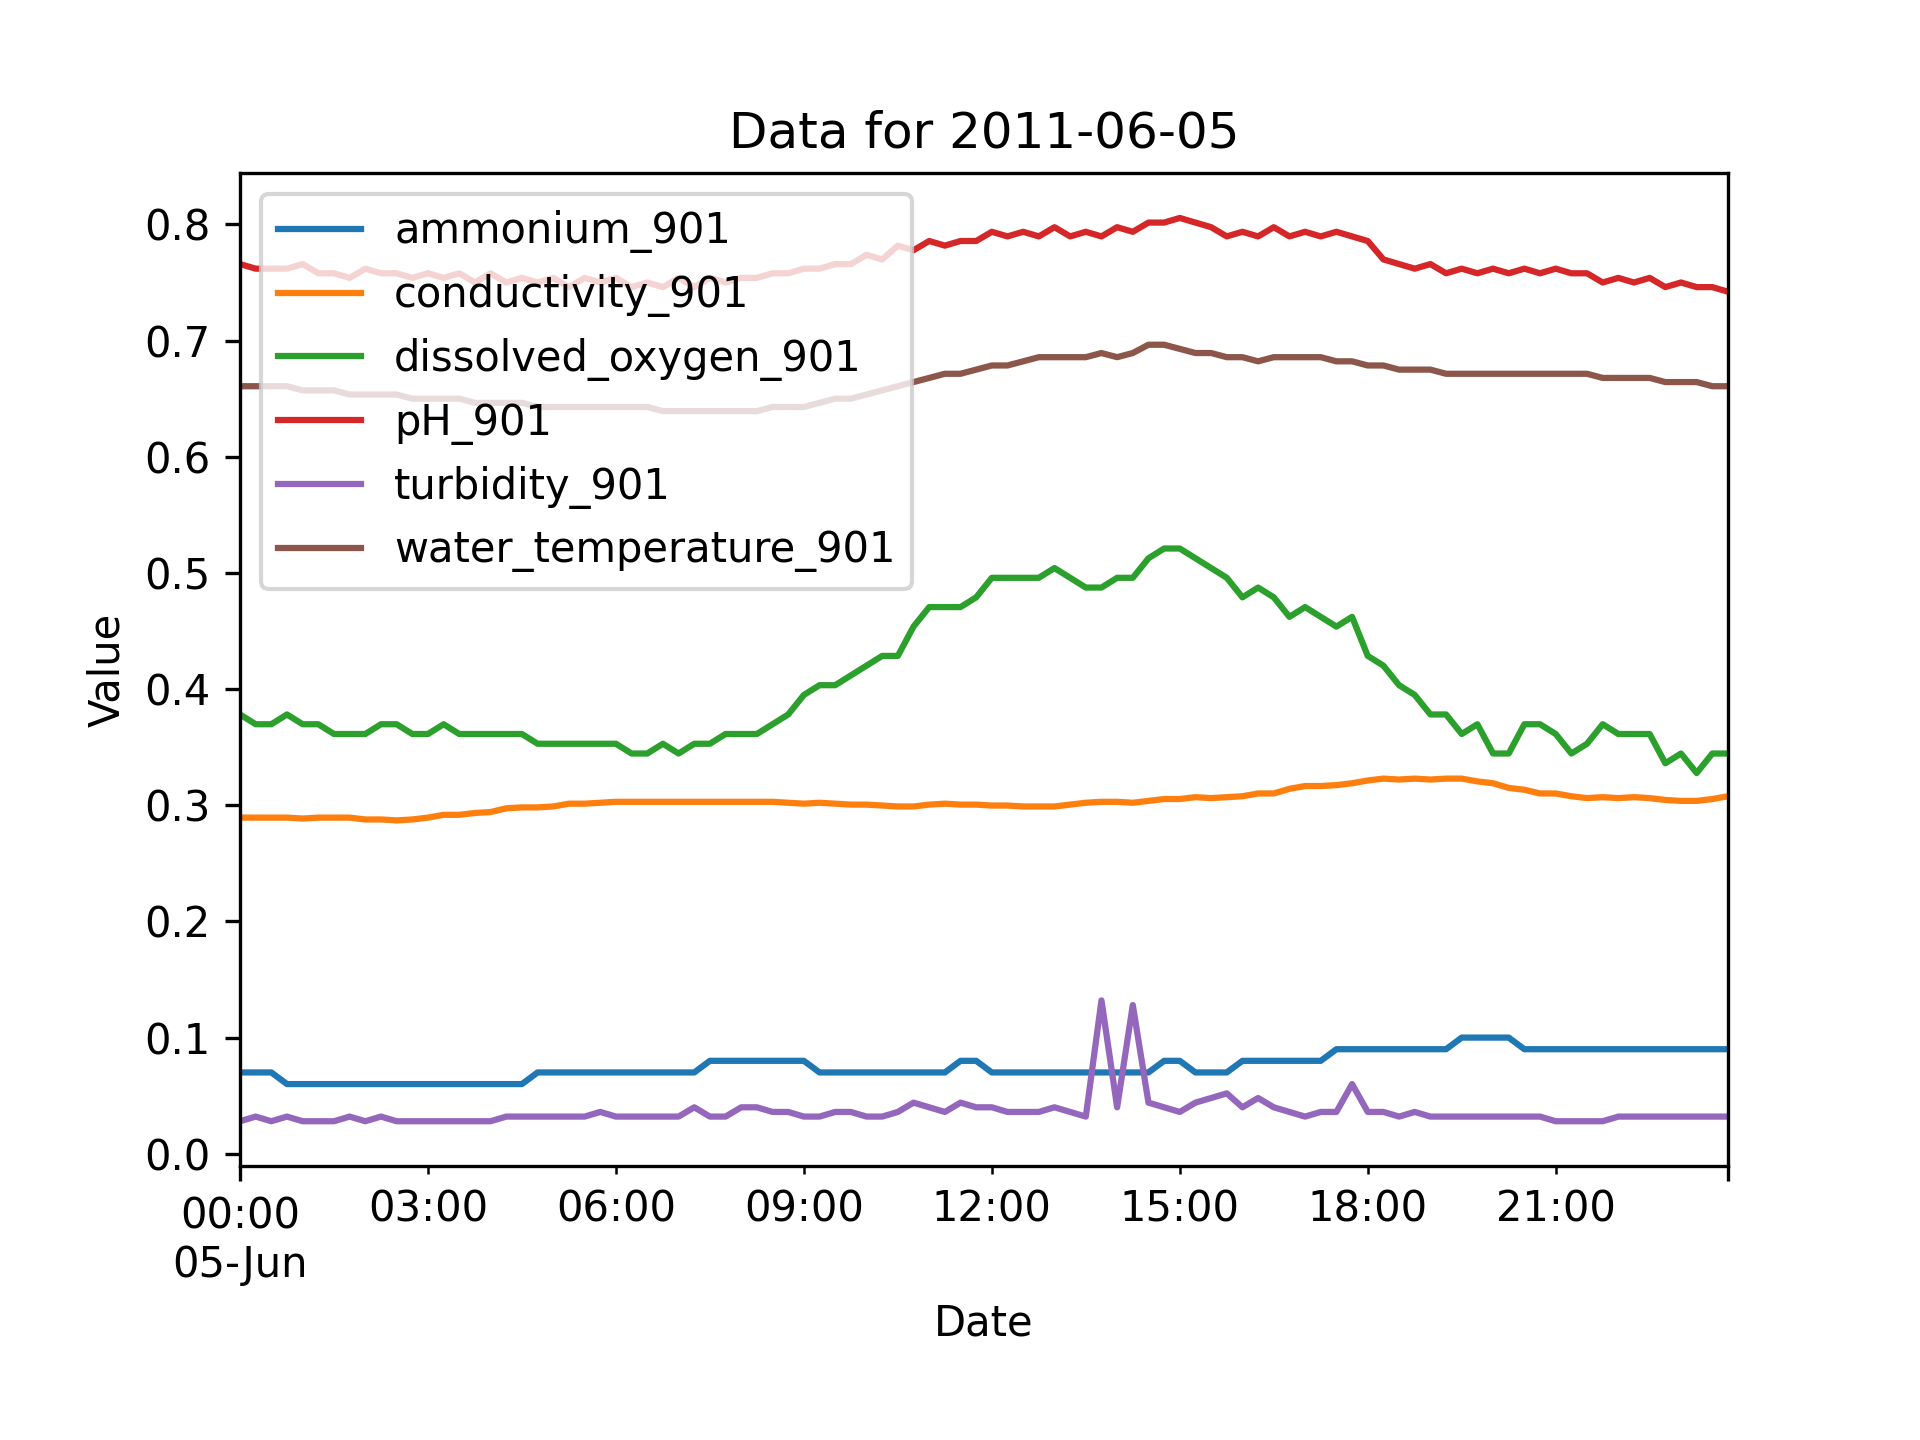 Data for 2011-06-05
ammonium_901
conductivity_901
dissolved_oxygen_901
pH_901
turbidity_901
water_temperature_901
Value
0.8
0.7
0.6
0.5
0.4
0.3
0.2
0.1
0.0
00:00 03:00 06:00 09:00 12:00 15:00 18:00 21:00
05-Jun
Date